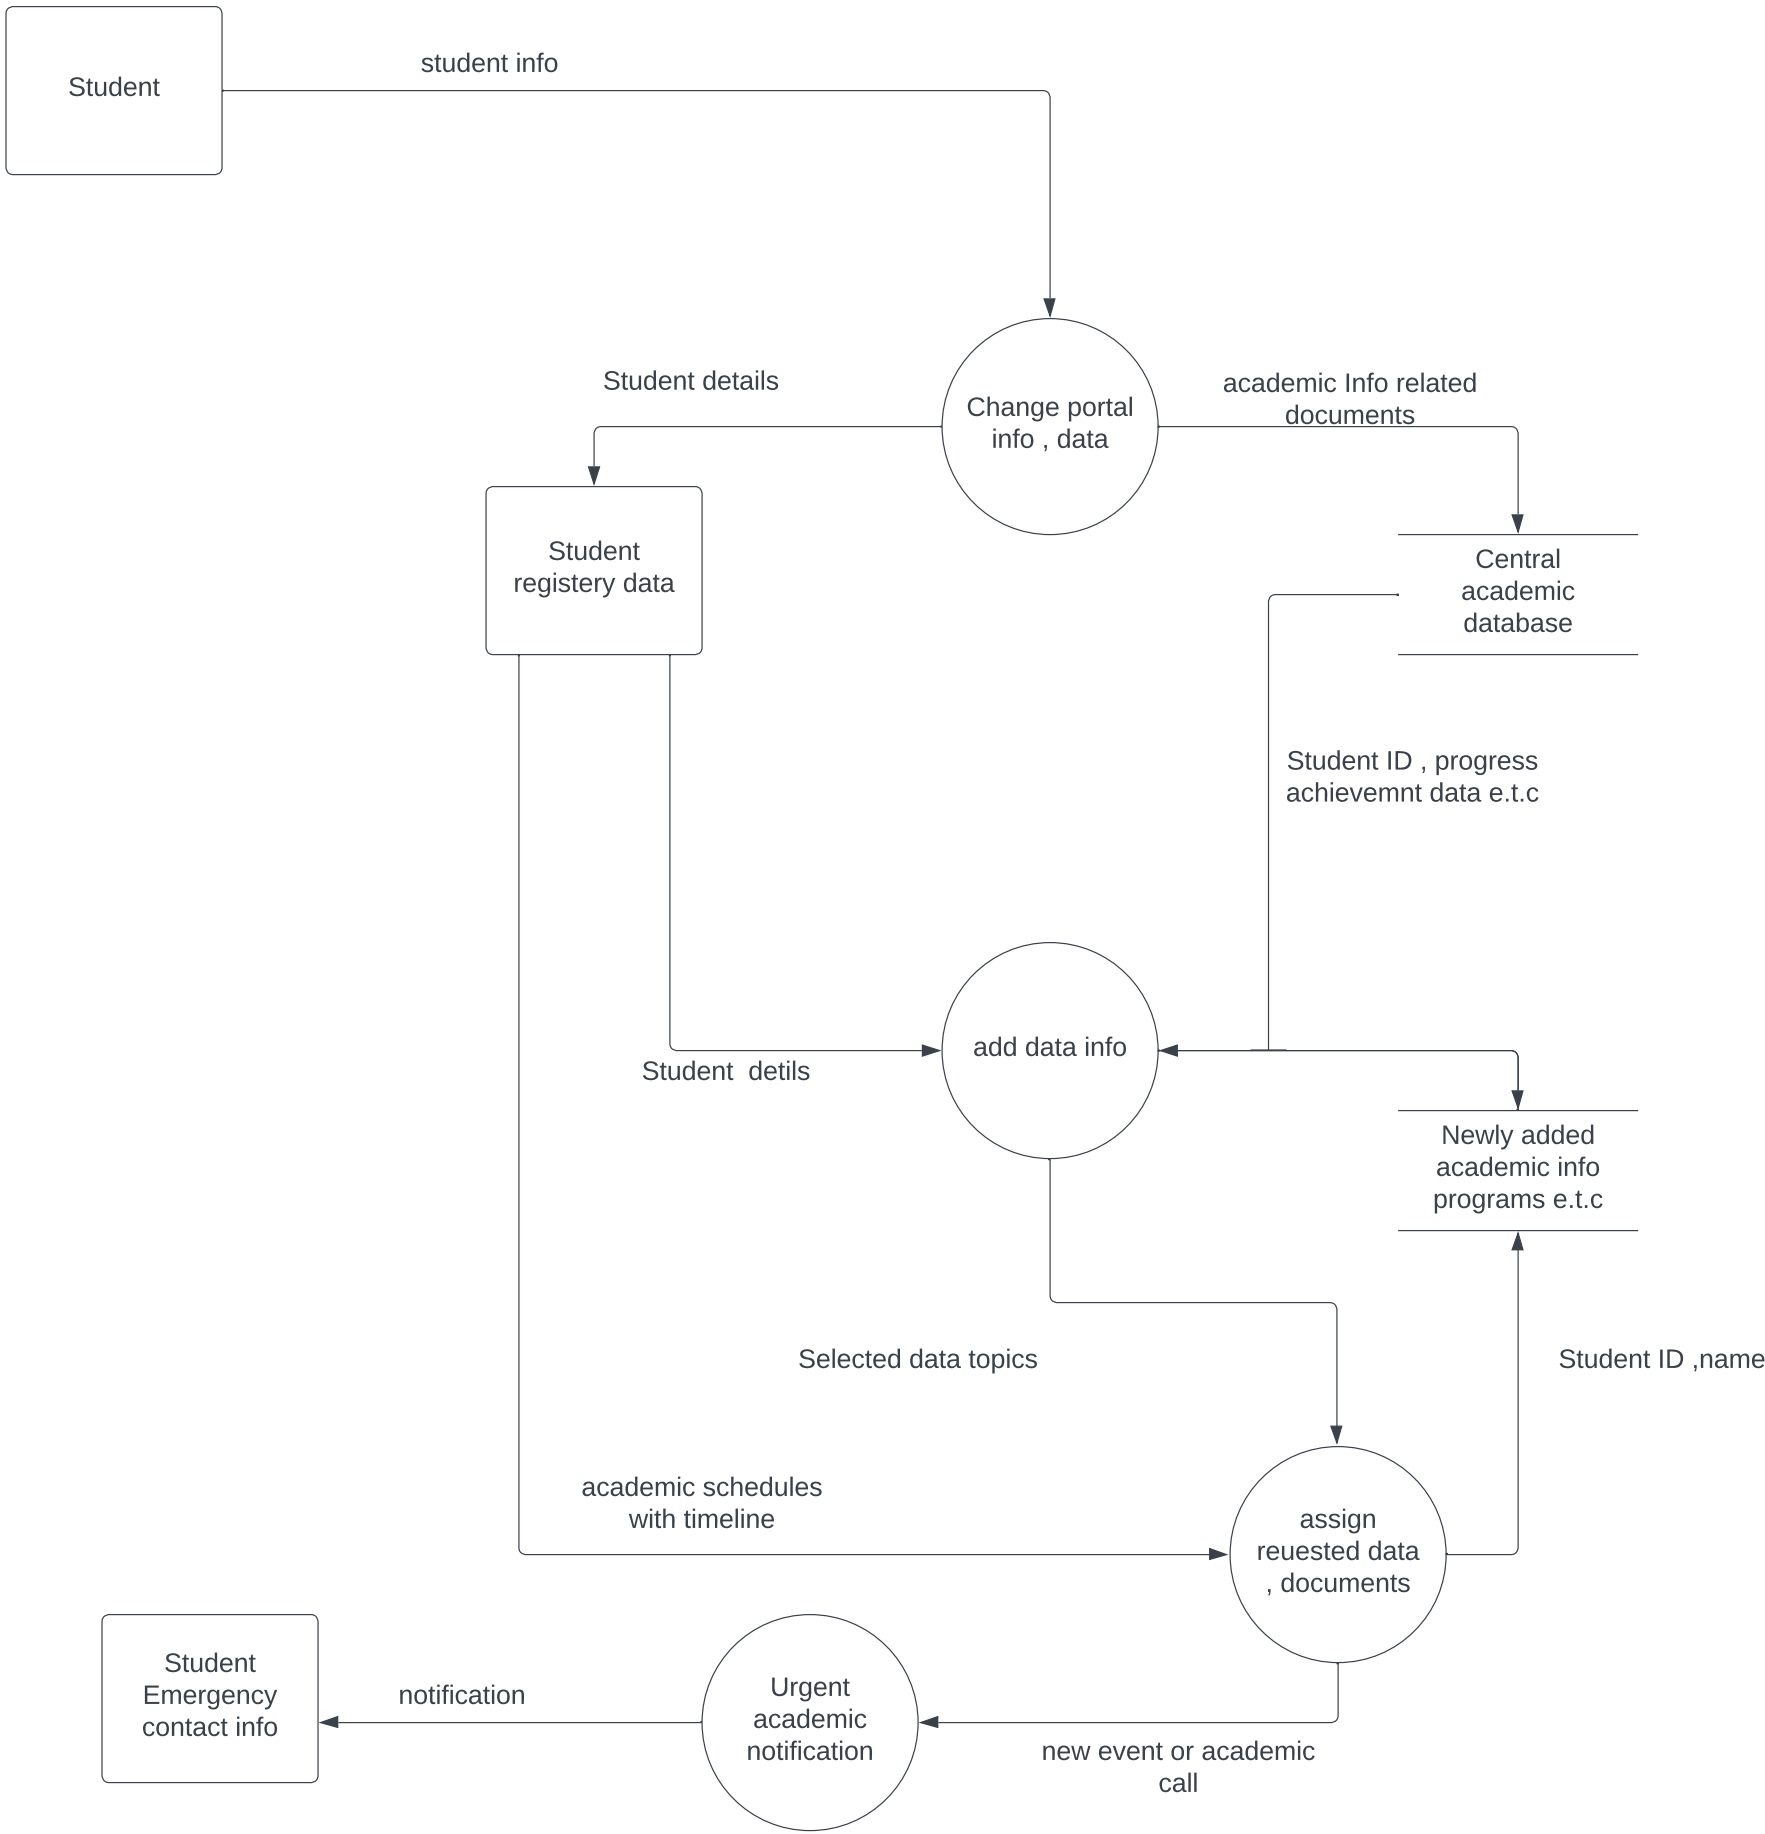 Student
student info
Student details
Change portal
info , data
academic Info related
documents
Student
registery data
Central
academic
database
Student ID , progress
achievemnt data e.t.c
add data info
Student  detils
Newly added
academic info
programs e.t.c
Selected data topics
Student ID ,name
academic schedules
with timeline
assign
reuested data
, documents
Student
Emergency
contact info
notification
Urgent
academic
notification
new event or academic
call